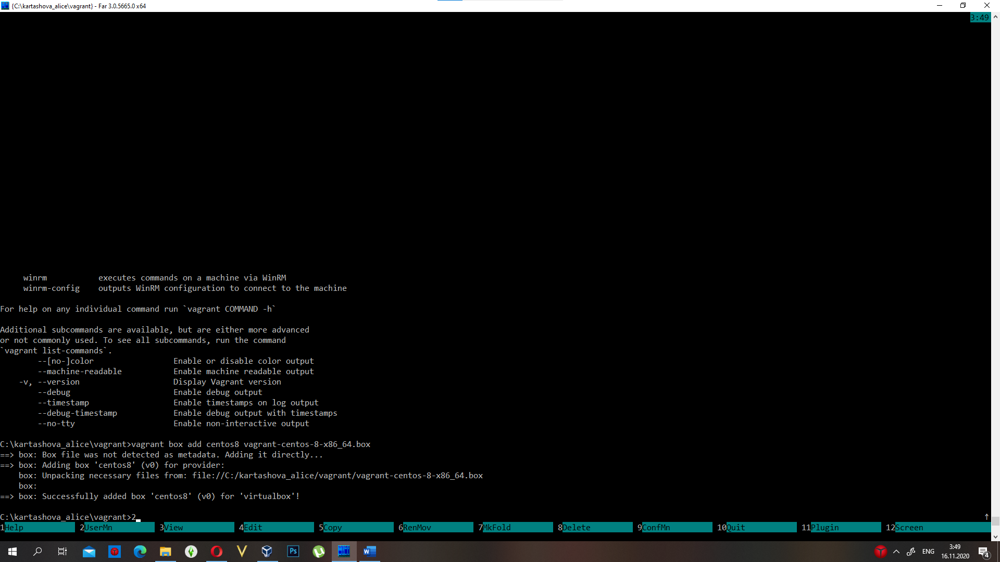 {C:\kartashova_alice\vagrant} - Far 3.0.5665.0 x64
3:49
winrm executes commands on a machine via WinRM
winrm-config outputs WinRM configuration to connect to the machine
For help on any individual command run `vagrant COMMAND -h`
Additional subcommands are available, but are either more advanced
or not commonly used. To see all subcommands, run the command
`vagrant list-commands`.
--[no-]color Enable or disable color output
--machine-readable Enable machine readable output
-v, --version Display Vagrant version
--debug Enable debug output
--timestamp Enable timestamps on log output
--debug-timestamp Enable debug output with timestamps
--no-tty Enable non-interactive output
C:\kartashova_alice\vagrant>vagrant box add centos8 vagrant-centos-8-x86_64.box
==> box: Box file was not detected as metadata. Adding it directly...
==> box: Adding box 'centos8' (v0) for provider:
box: Unpacking necessary files from: file://C:/kartashova_alice/vagrant/vagrant-centos-8-x86_64.box
box:
==> box: Successfully added box 'centos8' (v0) for 'virtualbox'!
C:\kartashova_alice\vagrant>2
1Help 2UserMn 3View 4Edit 5Copy 6RenMov 7MkFold 8Delete 9ConfMn 10Quit 11Plugin 12Screen
Ps
ENG
3:49
16.11.2020
4